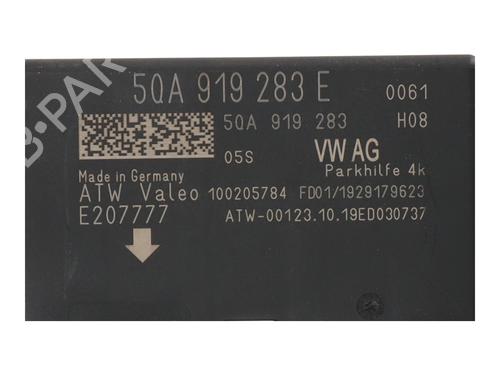 5QA 919 283 E 0061
5QA 919 283 H08
05S VW AG
Parkhilfe 4k
Made in Germany
ATW Valeo 100205784 FD01/1929179623
E207777 ATW-00123.10.19ED030737
B-PAR